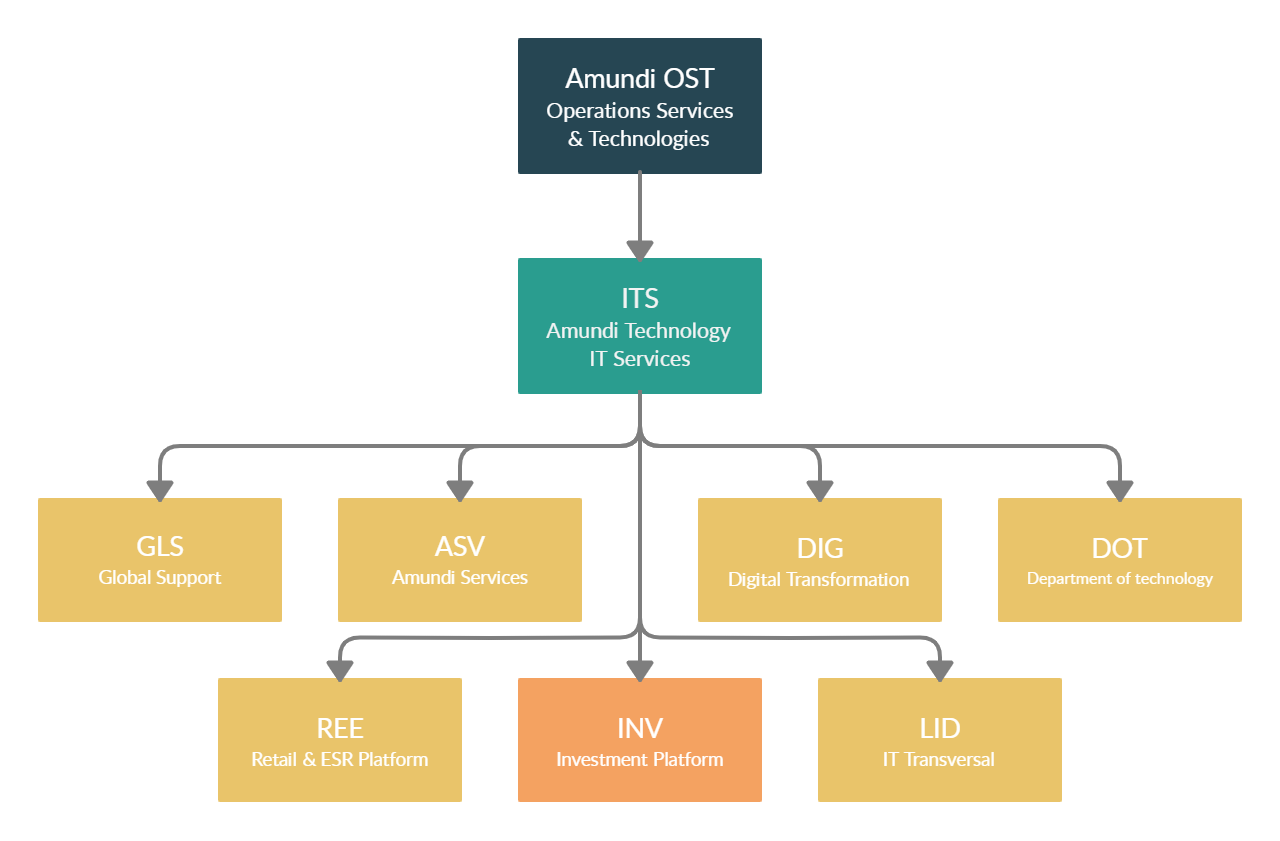 Amundi OST
Operations Services
& Technologies
ITS
Amundi Technology
IT Services
GLS
Global Support
ASV
Amundi Services
DIG
Digital Transformation
DOT
Department of technology
REE
Retail & ESR Platform
INV
Investment Platform
LID
IT Transversal